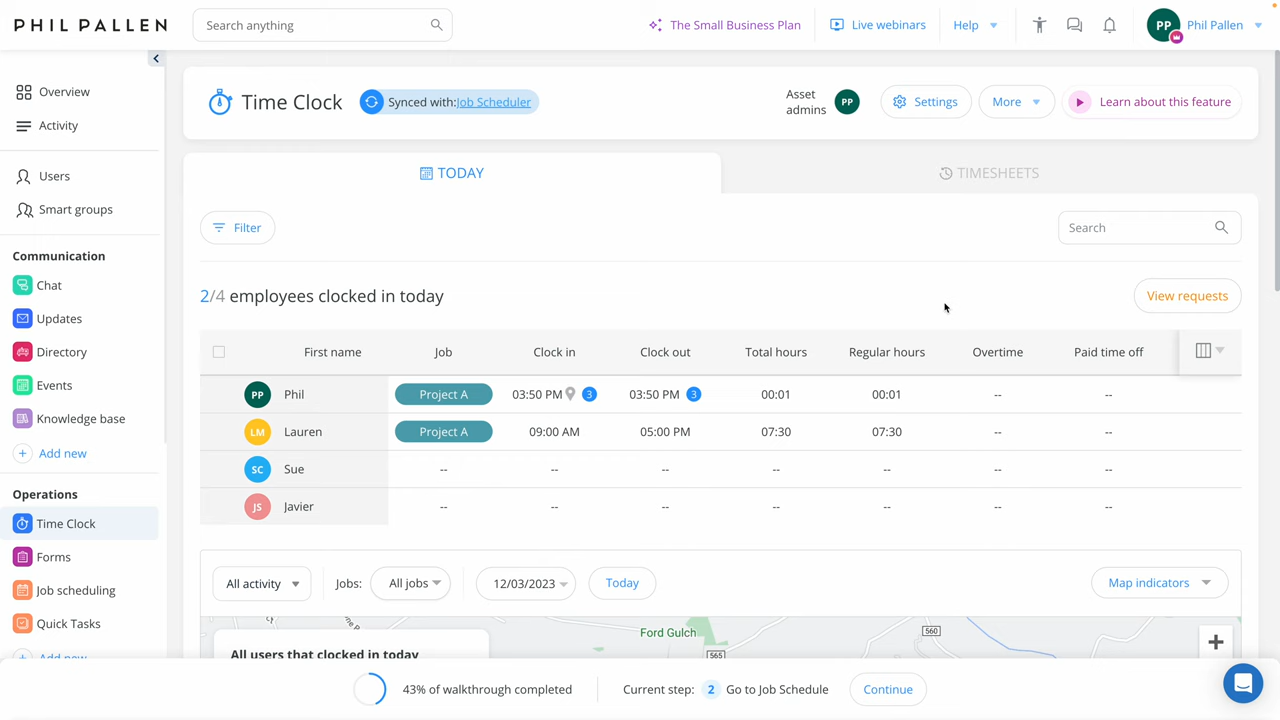 PHIL PALLEN
Search anything
The Small Business Plan
Live webinars
Help
PP
Phil Pallen
Overview
Activity
Users
Smart groups
Communication
Chat
Updates
Directory
Events
Knowledge base
Add new
Operations
Time Clock
Forms
Job scheduling
Quick Tasks
Add new
Time Clock
Synced with:Job Scheduler
Asset admins
PP
Settings
More
Learn about this feature
TODAY
TIMESHEETS
Filter
Search
2/4 employees clocked in today
View requests
First name Job Clock in Clock out Total hours Regular hours Overtime Paid time off
PP Phil Project A 03:50 PM 3 03:50 PM 3 00:01 00:01 -- --
LM Lauren Project A 09:00 AM 05:00 PM 07:30 07:30 -- --
SC Sue -- -- -- -- -- -- --
JS Javier -- -- -- -- -- -- --
All activity Jobs: All jobs 12/03/2023 Today Map indicators
Ford Gulch
560
565
All users that clocked in today
43% of walkthrough completed
Current step: 2 Go to Job Schedule
Continue